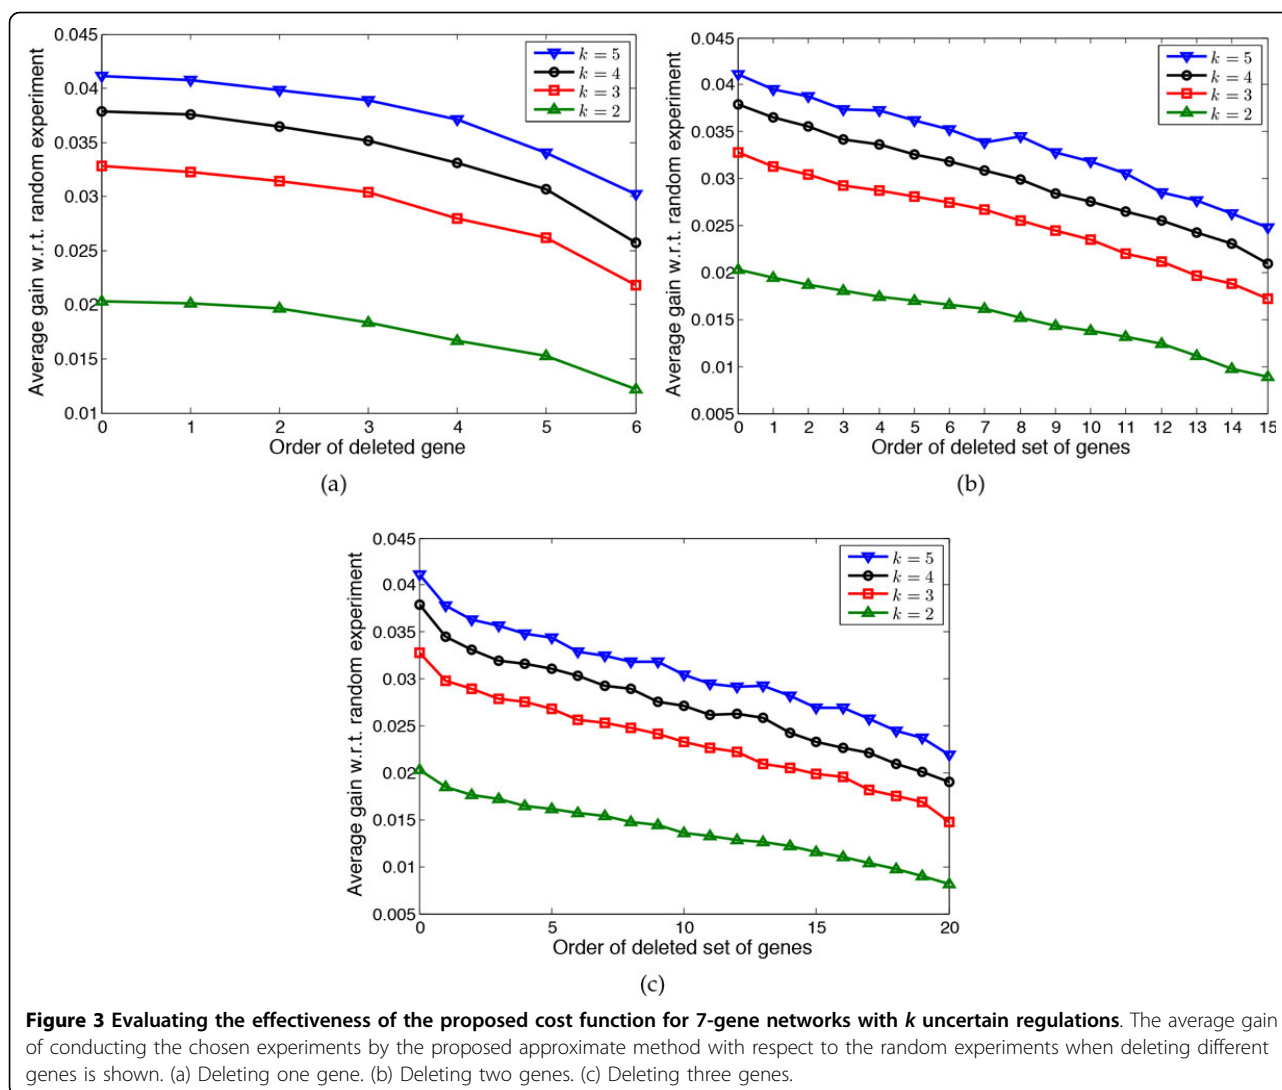 0.045
0.04
0.035
0.03
0.025
0.02
0.015
0.01
Average gain w.r.t. random experiment
k = 5
k = 4
k = 3
k = 2
0 1 2 3 4 5 6
Order of deleted gene
(a)
0.045
0.04
0.035
0.03
0.025
0.02
0.015
0.01
0.005
Average gain w.r.t. random experiment
k = 5
k = 4
k = 3
k = 2
0 1 2 3 4 5 6 7 8 9 10 11 12 13 14 15
Order of deleted set of genes
(b)
0.045
0.04
0.035
0.03
0.025
0.02
0.015
0.01
0.005
Average gain w.r.t. random experiment
k = 5
k = 4
k = 3
k = 2
0 5 10 15 20
Order of deleted set of genes
(c)
Figure 3 Evaluating the effectiveness of the proposed cost function for 7-gene networks with k uncertain regulations. The average gain
of conducting the chosen experiments by the proposed approximate method with respect to the random experiments when deleting different
genes is shown. (a) Deleting one gene. (b) Deleting two genes. (c) Deleting three genes.